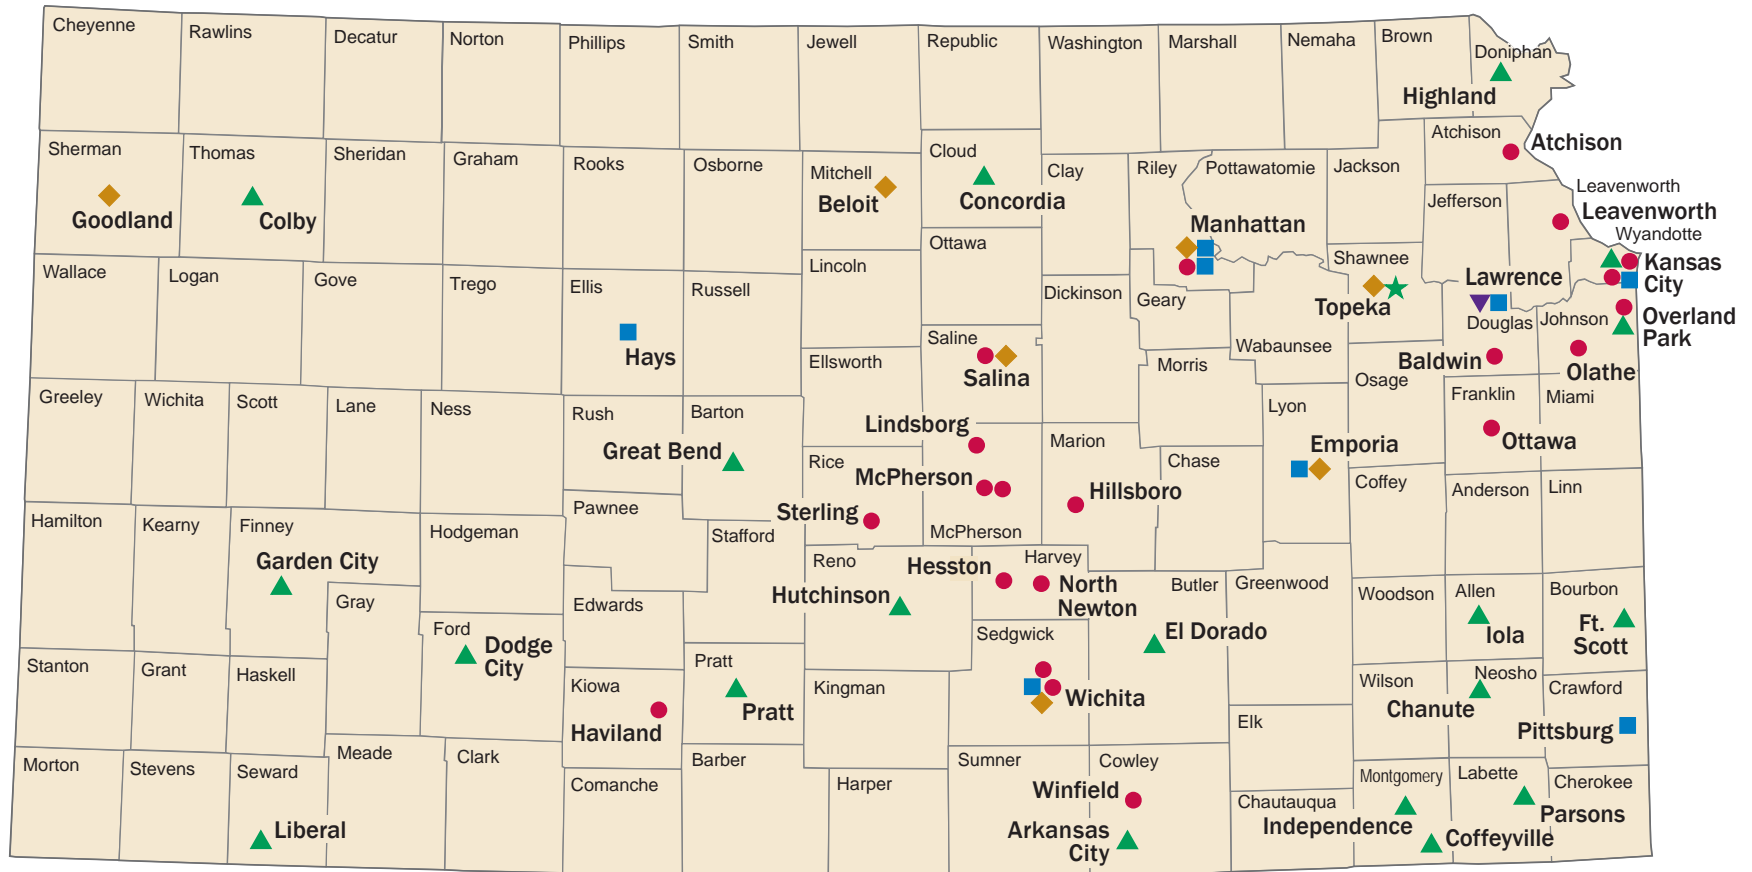 Cheyenne
Rawlins
Decatur
Norton
Phillips
Smith
Jewell
Republic
Washington
Marshall
Nemaha
Brown
Doniphan
Highland
Sherman
Goodland
Thomas
Colby
Sheridan
Graham
Rooks
Osborne
Mitchell
Beloit
Cloud
Concordia
Clay
Riley
Pottawatomie
Manhattan
Jackson
Atchison
Atchison
Jefferson
Leavenworth
Leavenworth
Wyandotte
Kansas
City
Wallace
Logan
Gove
Trego
Ellis
Hays
Russell
Lincoln
Ottawa
Saline
Salina
Dickinson
Geary
Shawnee
Topeka
Wabaunsee
Lawrence
Douglas
Baldwin
Johnson
Overland
Park
Olathe
Greeley
Wichita
Scott
Lane
Ness
Rush
Barton
Great Bend
Ellsworth
Rice
Sterling
Lindsborg
McPherson
McPherson
Marion
Hillsboro
Morris
Chase
Lyon
Emporia
Osage
Franklin
Ottawa
Miami
Coffey
Anderson
Linn
Hamilton
Kearny
Finney
Garden City
Hodgeman
Pawnee
Stafford
Reno
Hutchinson
Hesston
Harvey
North
Newton
Butler
El Dorado
Greenwood
Woodson
Allen
Iola
Bourbon
Ft.
Scott
Gray
Ford
Dodge
City
Edwards
Stanton
Grant
Haskell
Kiowa
Haviland
Pratt
Pratt
Kingman
Sedgwick
Wichita
Elk
Wilson
Neosho
Chanute
Crawford
Pittsburg
Morton
Stevens
Seward
Liberal
Meade
Clark
Comanche
Barber
Harper
Sumner
Cowley
Winfield
Arkansas
City
Chautauqua
Montgomery
Independence
Coffeyville
Labette
Parsons
Cherokee